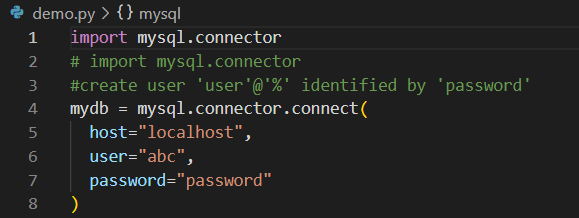 demo.py > {} mysql
1 import mysql.connector
2 # import mysql.connector
3 #create user 'user'@'%' identified by 'password'
4 mydb = mysql.connector.connect(
5   host="localhost",
6   user="abc",
7   password="password"
8 )